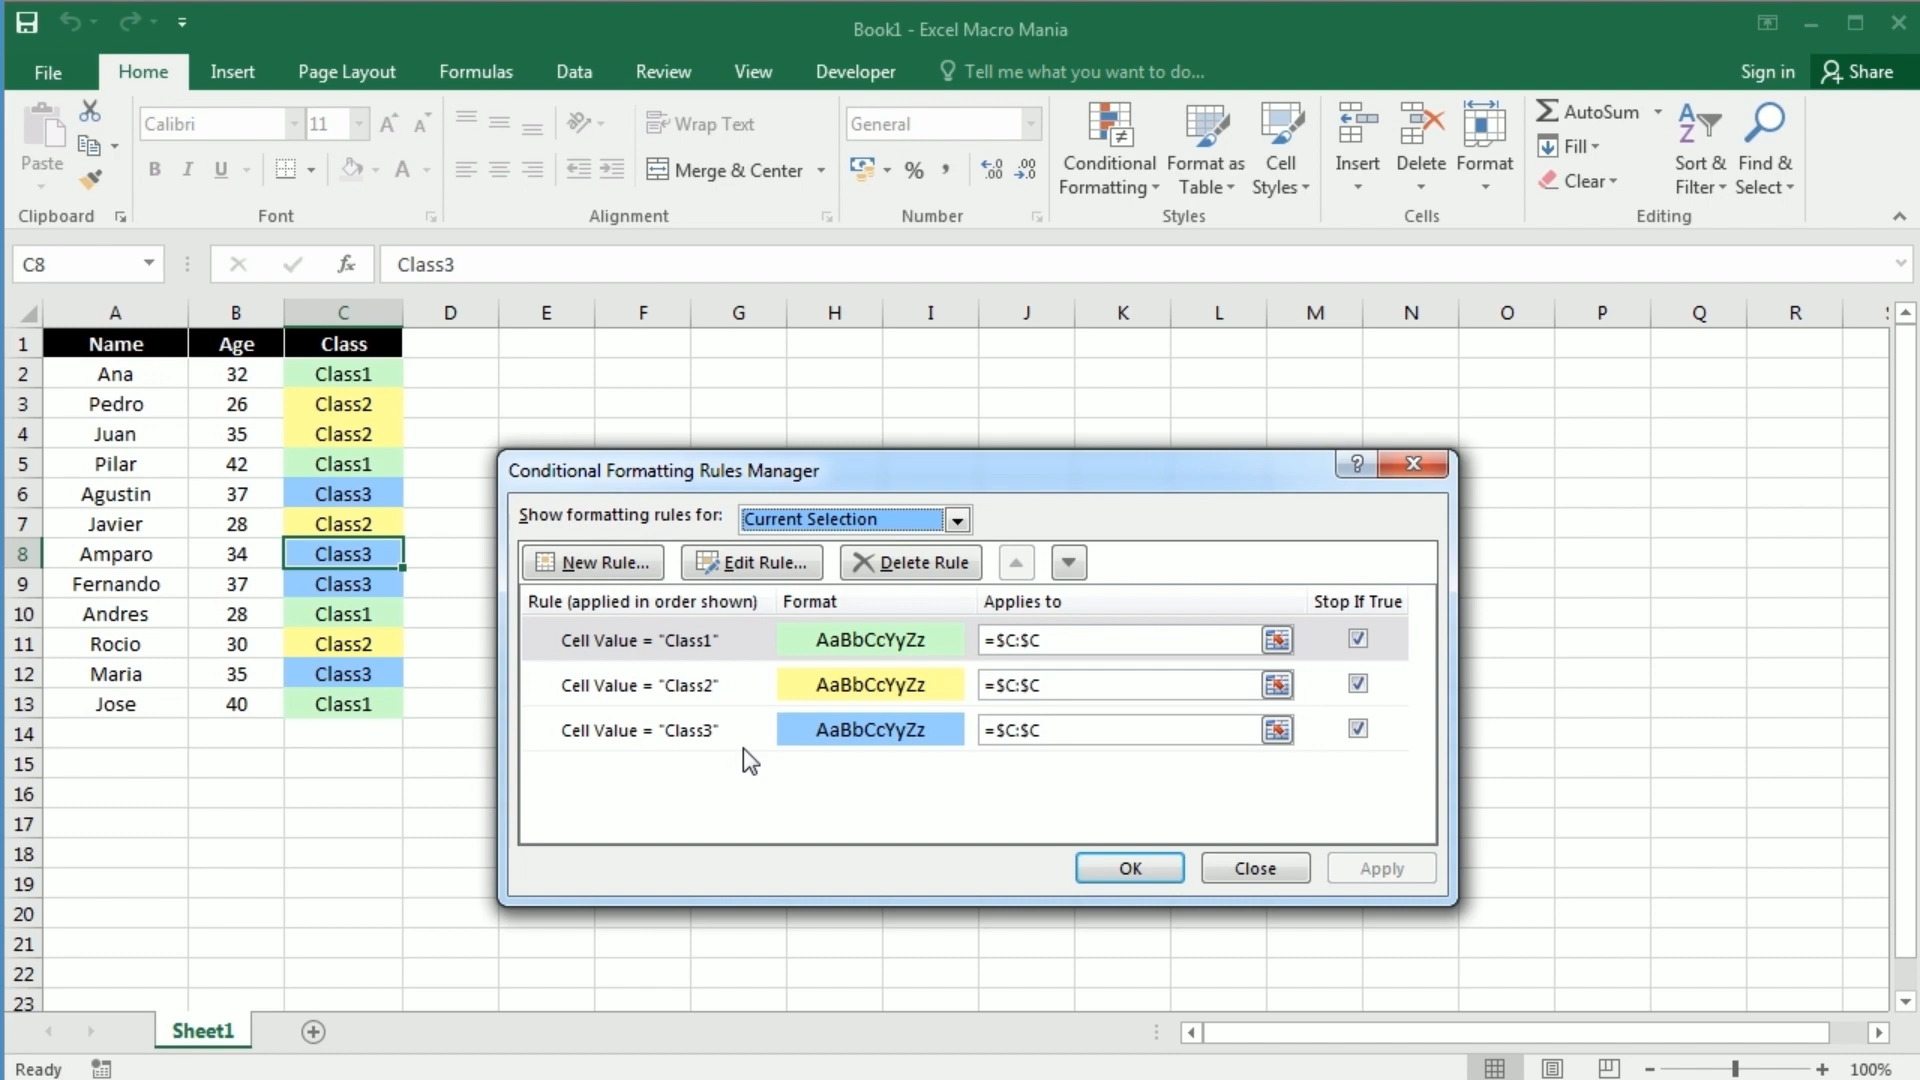 Book1 - Excel Macro Mania
File Home Insert Page Layout Formulas Data Review View Developer Tell me what you want to do... Sign in Share
Calibri 11 A A Wrap Text General AutoSum
Paste B I U A Merge & Center % , .00 Conditional Formatting Format as Table Cell Styles Insert Delete Format Fill Clear Sort & Filter Find & Select
Clipboard Font Alignment Number Styles Cells Editing
C8 fx Class3
A B C D E F G H I J K L M N O P Q R
1 Name Age Class
2 Ana 32 Class1
3 Pedro 26 Class2
4 Juan 35 Class2
5 Pilar 42 Class1
6 Agustin 37 Class3
7 Javier 28 Class2
8 Amparo 34 Class3
9 Fernando 37 Class3
10 Andres 28 Class1
11 Rocio 30 Class2
12 Maria 35 Class3
13 Jose 40 Class1
14
15
16
17
18
19
20
21
22
23
Conditional Formatting Rules Manager ?
Show formatting rules for: Current Selection
New Rule... Edit Rule... Delete Rule
Rule (applied in order shown) Format Applies to Stop If True
Cell Value = "Class1" AaBbCcYyZz =$C:$C
Cell Value = "Class2" AaBbCcYyZz =$C:$C
Cell Value = "Class3" AaBbCcYyZz =$C:$C
OK Close Apply
Sheet1
Ready 100%